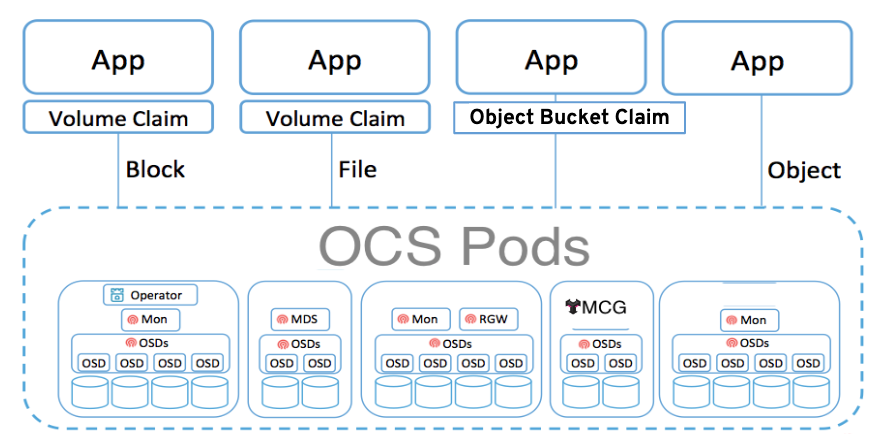 App App App App
Volume Claim Volume Claim Object Bucket Claim
Block File Object
OCS Pods
Operator
Mon MDS Mon RGW MCG Mon
OSDs OSDs OSDs OSDs OSDs
OSD OSD OSD OSD OSD OSD OSD OSD OSD OSD OSD OSD OSD OSD OSD OSD